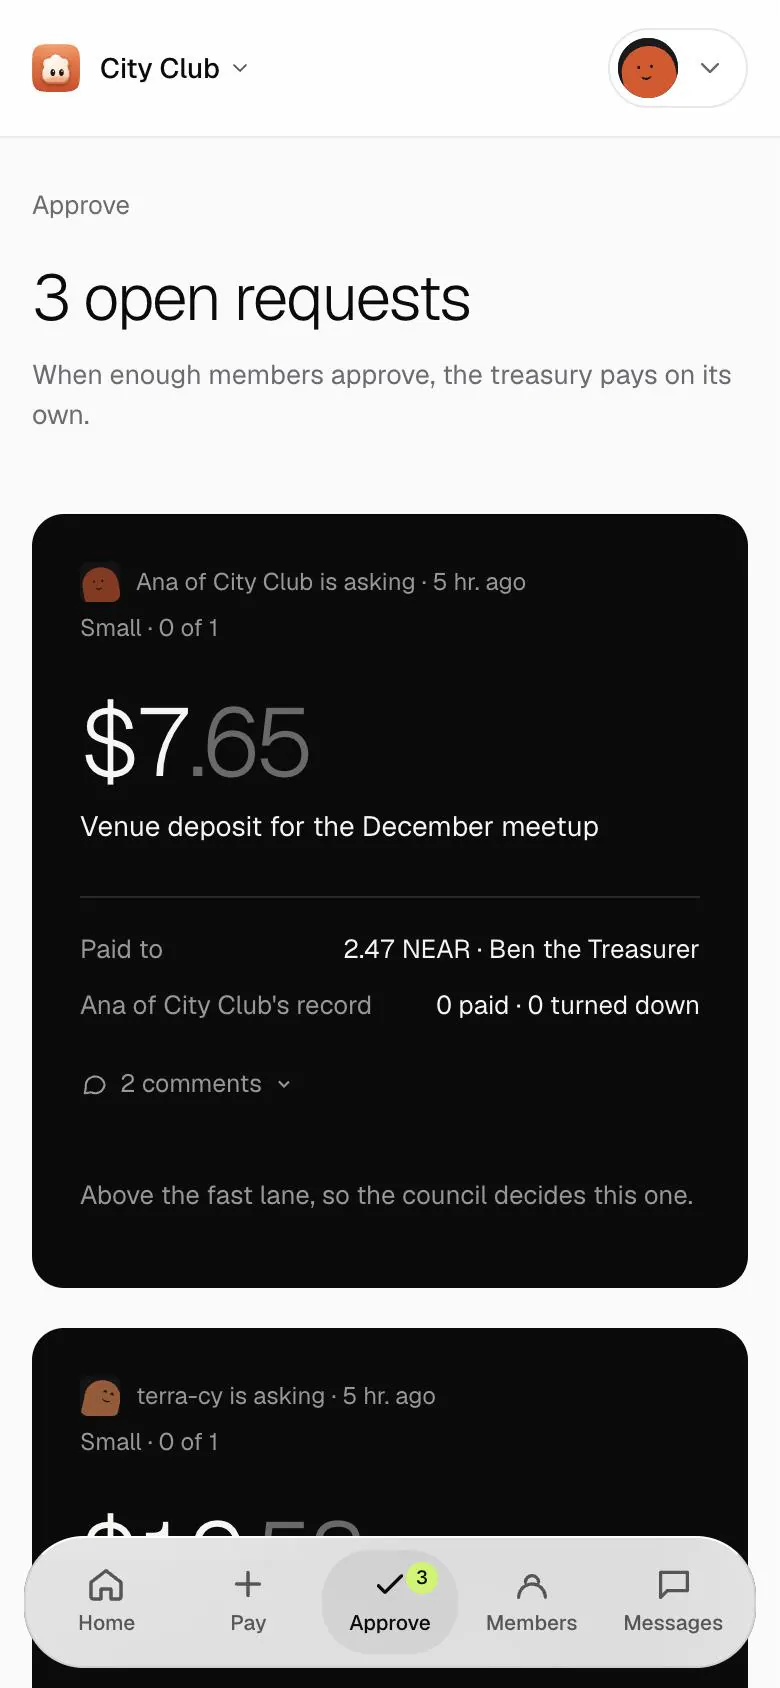 City Club
Approve
3 open requests
When enough members approve, the treasury pays on its
own.
Ana of City Club is asking · 5 hr. ago
Small · 0 of 1
$7.65
Venue deposit for the December meetup
Paid to 2.47 NEAR · Ben the Treasurer
Ana of City Club's record 0 paid · 0 turned down
2 comments
Above the fast lane, so the council decides this one.
terra-cy is asking · 5 hr. ago
Small · 0 of 1
3
Home Pay Approve Members Messages